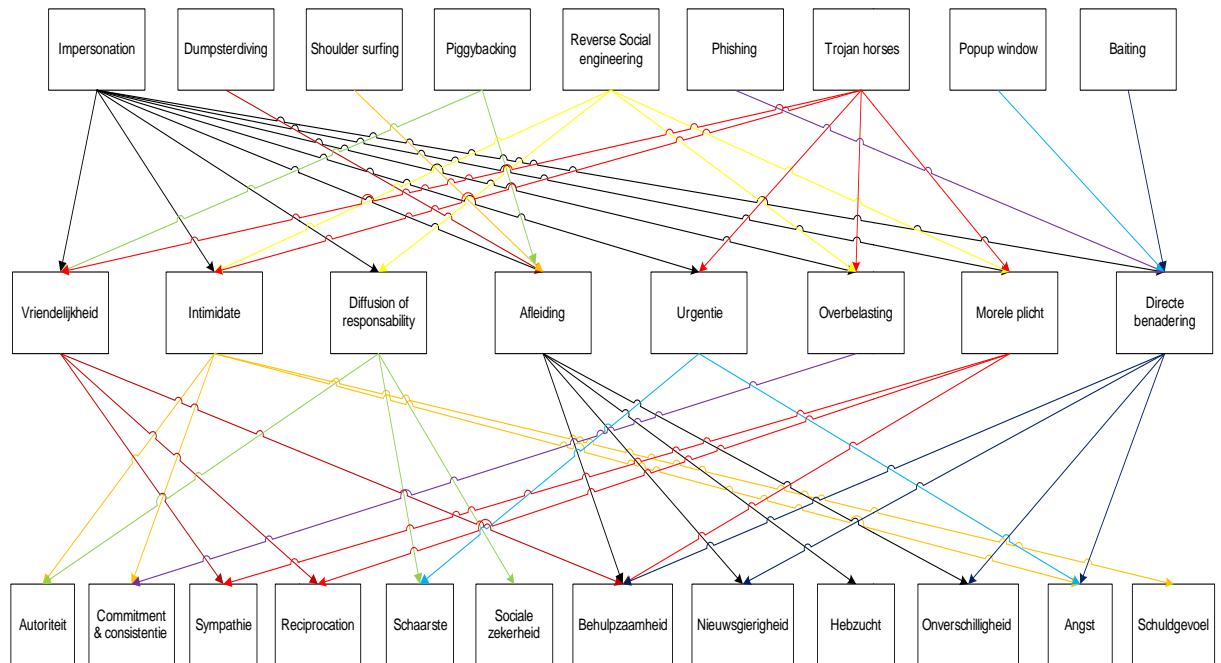 Impersonation
Dumpsterdiving
Shoulder surfing
Piggybacking
Reverse Social
engineering
Phishing
Trojan horses
Popup window
Baiting
Vriendelijkheid
Intimidate
Diffusion of
responsability
Afleiding
Urgentie
Overbelasting
Morele plicht
Directe
benadering
Autoriteit
Commitment
& consistentie
Sympathie
Reciprocation
Schaarste
Sociale
zekerheid
Behulpzaamheid
Nieuwsgierigheid
Hebzucht
Onverschilligheid
Angst
Schuldgevoel